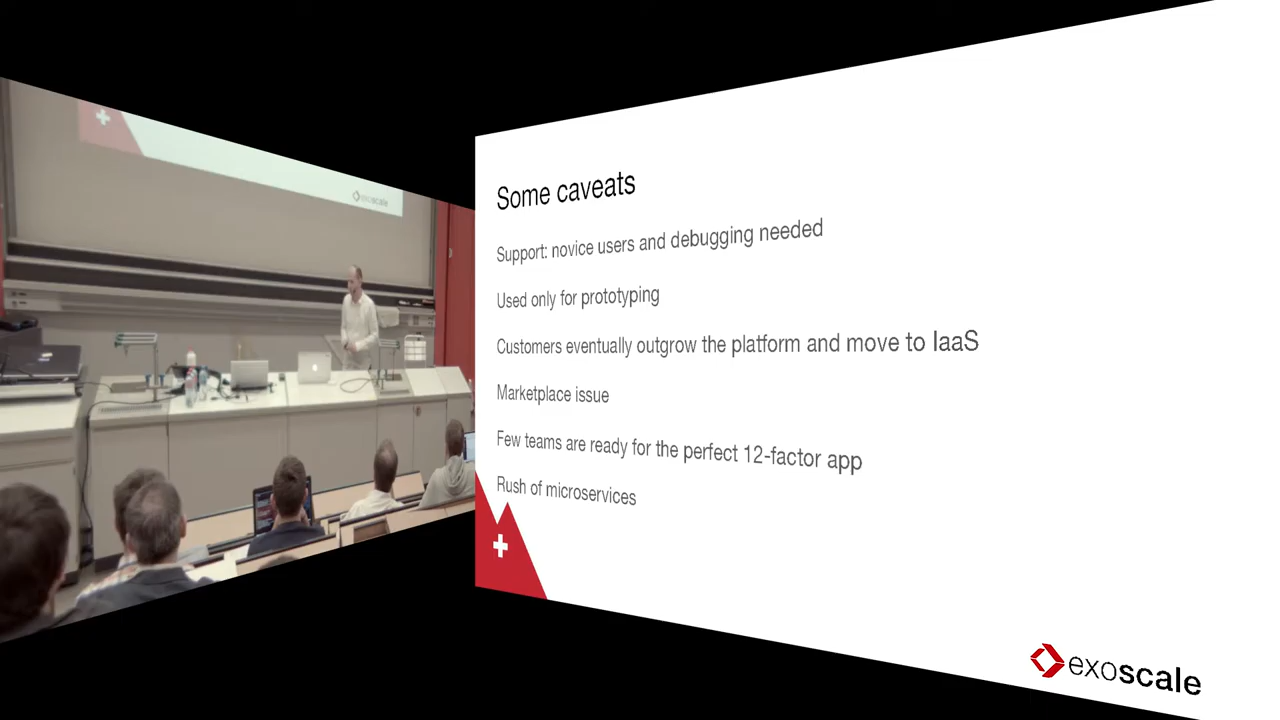 exoscale
Some caveats
Support: novice users and debugging needed
Used only for prototyping
Customers eventually outgrow the platform and move to IaaS
Marketplace issue
Few teams are ready for the perfect 12-factor app
Rush of microservices
exoscale